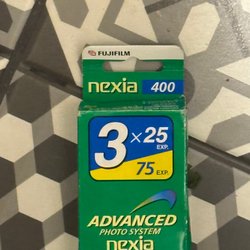 FUJIFILM
nexia 400
3 x 25 EXP.
75 EXP.
ADVANCED
PHOTO SYSTEM
nexia